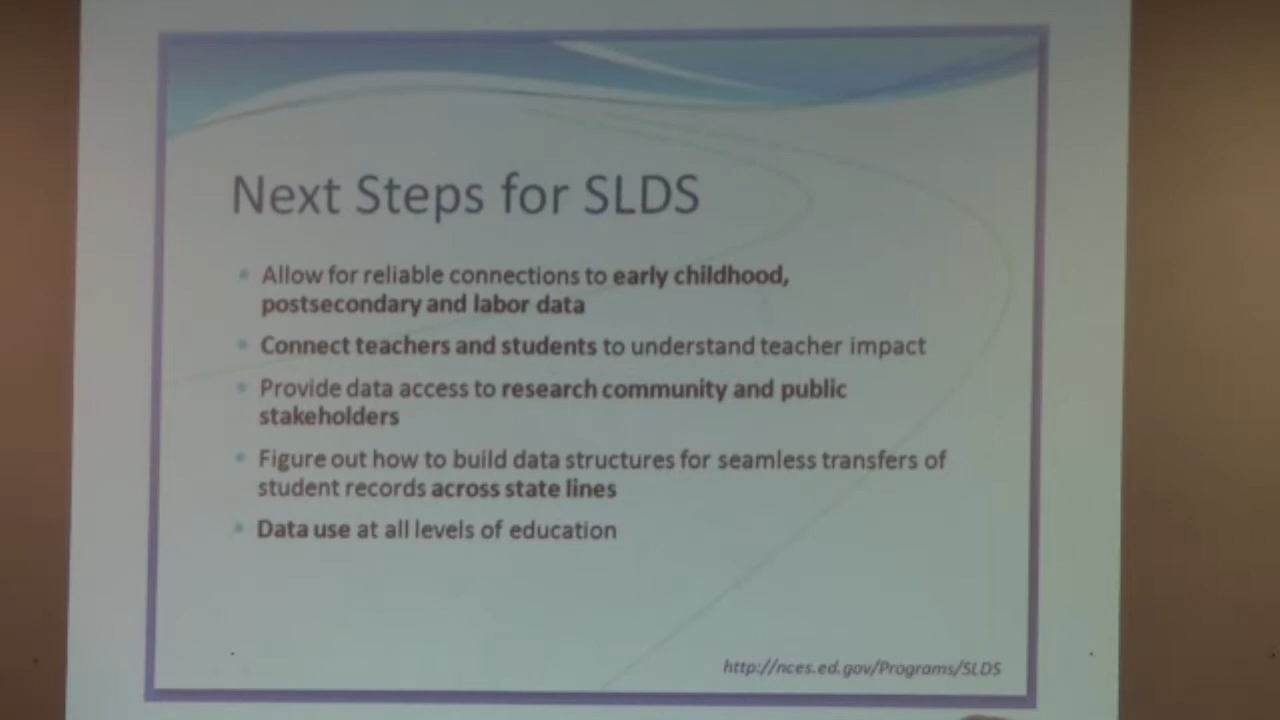 Next Steps for SLDS
Allow for reliable connections to early childhood,
postsecondary and labor data
Connect teachers and students to understand teacher impact
Provide data access to research community and public
stakeholders
Figure out how to build data structures for seamless transfers of
student records across state lines
Data use at all levels of education
http://nces.ed.gov/Programs/SLDS